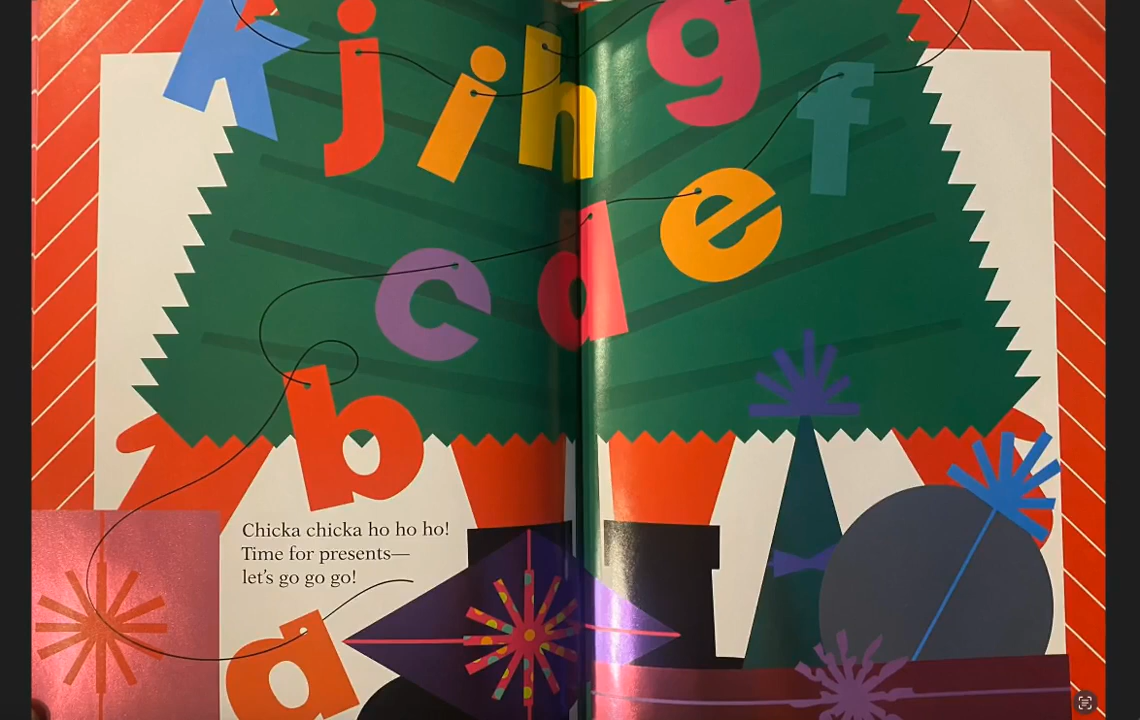 k j i h g f
c d e
b
Chicka chicka ho ho ho!
Time for presents—
let's go go go!
a